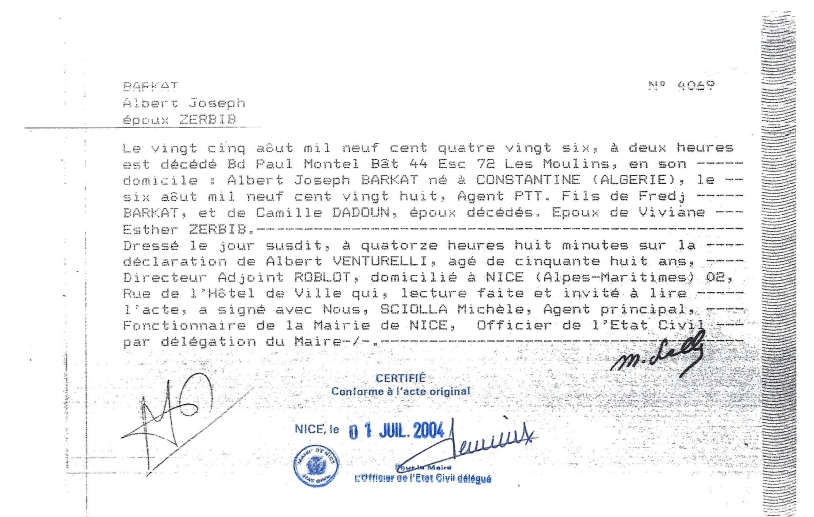 BARKAT
N° 4069
Albert Joseph
époux ZERBIB
Le vingt cinq août mil neuf cent quatre vingt six, à deux heures
est décédé Bd Paul Montel Bât 44 Esc 72 Les Moulins, en son -----
domicile : Albert Joseph BARKAT né à CONSTANTINE (ALGERIE), le --
six août mil neuf cent vingt huit, Agent PTT. Fils de Fredj
BARKAT, et de Camille DADOUN, époux décédés. Epoux de Viviane ---
Esther ZERBIB.--------------------------------------------------
Dressé le jour susdit, à quatorze heures huit minutes sur la ----
déclaration de Albert VENTURELLI, agé de cinquante huit ans, ----
Directeur Adjoint ROBLOT, domicilié à NICE (Alpes-Maritimes) 02,
Rue de l'Hôtel de Ville qui, lecture faite et invité à lire -----
l'acte, a signé avec Nous, SCIOLLA Michèle, Agent principal, ----
Fonctionnaire de la Mairie de NICE, Officier de l'Etat Civil ---
par délégation du Maire-/-.-------------------------------------
CERTIFIÉ
Conforme à l'acte original
NICE, le 01 JUIL. 2004
MAIRIE DE NICE
Pour le Maire
L'Officier de l'Etat Civil délégué